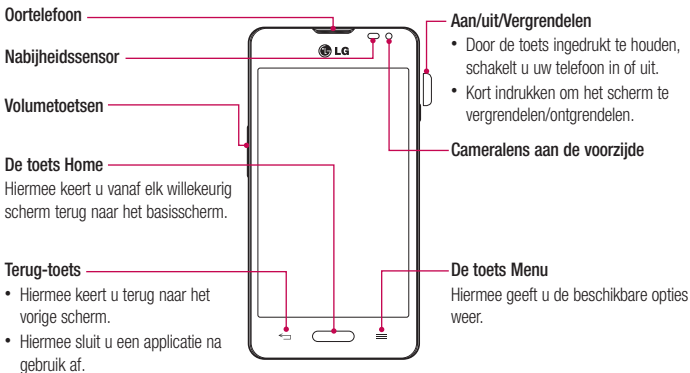 Oortelefoon
Nabijheidssensor
Volumetoetsen
De toets Home
Hiermee keert u vanaf elk willekeurig
scherm terug naar het basisscherm.
Terug-toets
• Hiermee keert u terug naar het
vorige scherm.
• Hiermee sluit u een applicatie na
gebruik af.
LG
Aan/uit/Vergrendelen
• Door de toets ingedrukt te houden,
schakelt u uw telefoon in of uit.
• Kort indrukken om het scherm te
vergrendelen/ontgrendelen.
Cameralens aan de voorzijde
De toets Menu
Hiermee geeft u de beschikbare opties
weer.